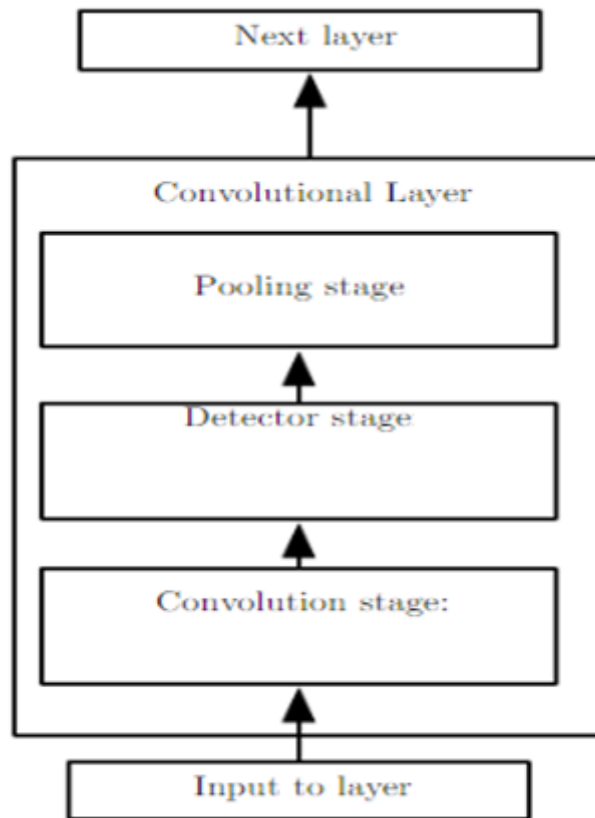 Next layer
Convolutional Layer
Pooling stage
Detector stage
Convolution stage:
Input to layer